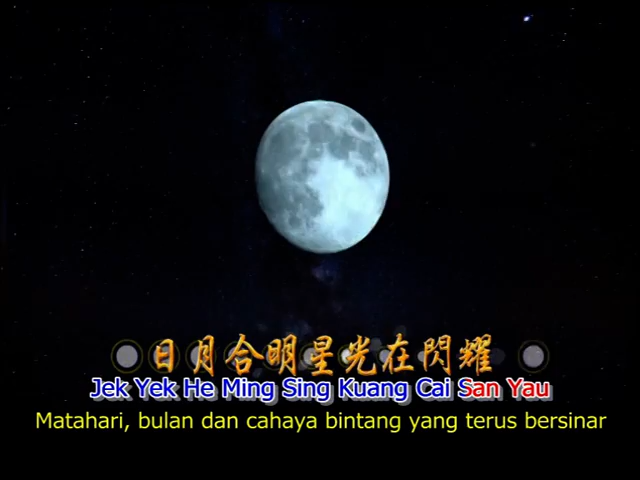 日月合明星光在閃耀
Jek Yek He Ming Sing Kuang Cai San Yau
Matahari, bulan dan cahaya bintang yang terus bersinar